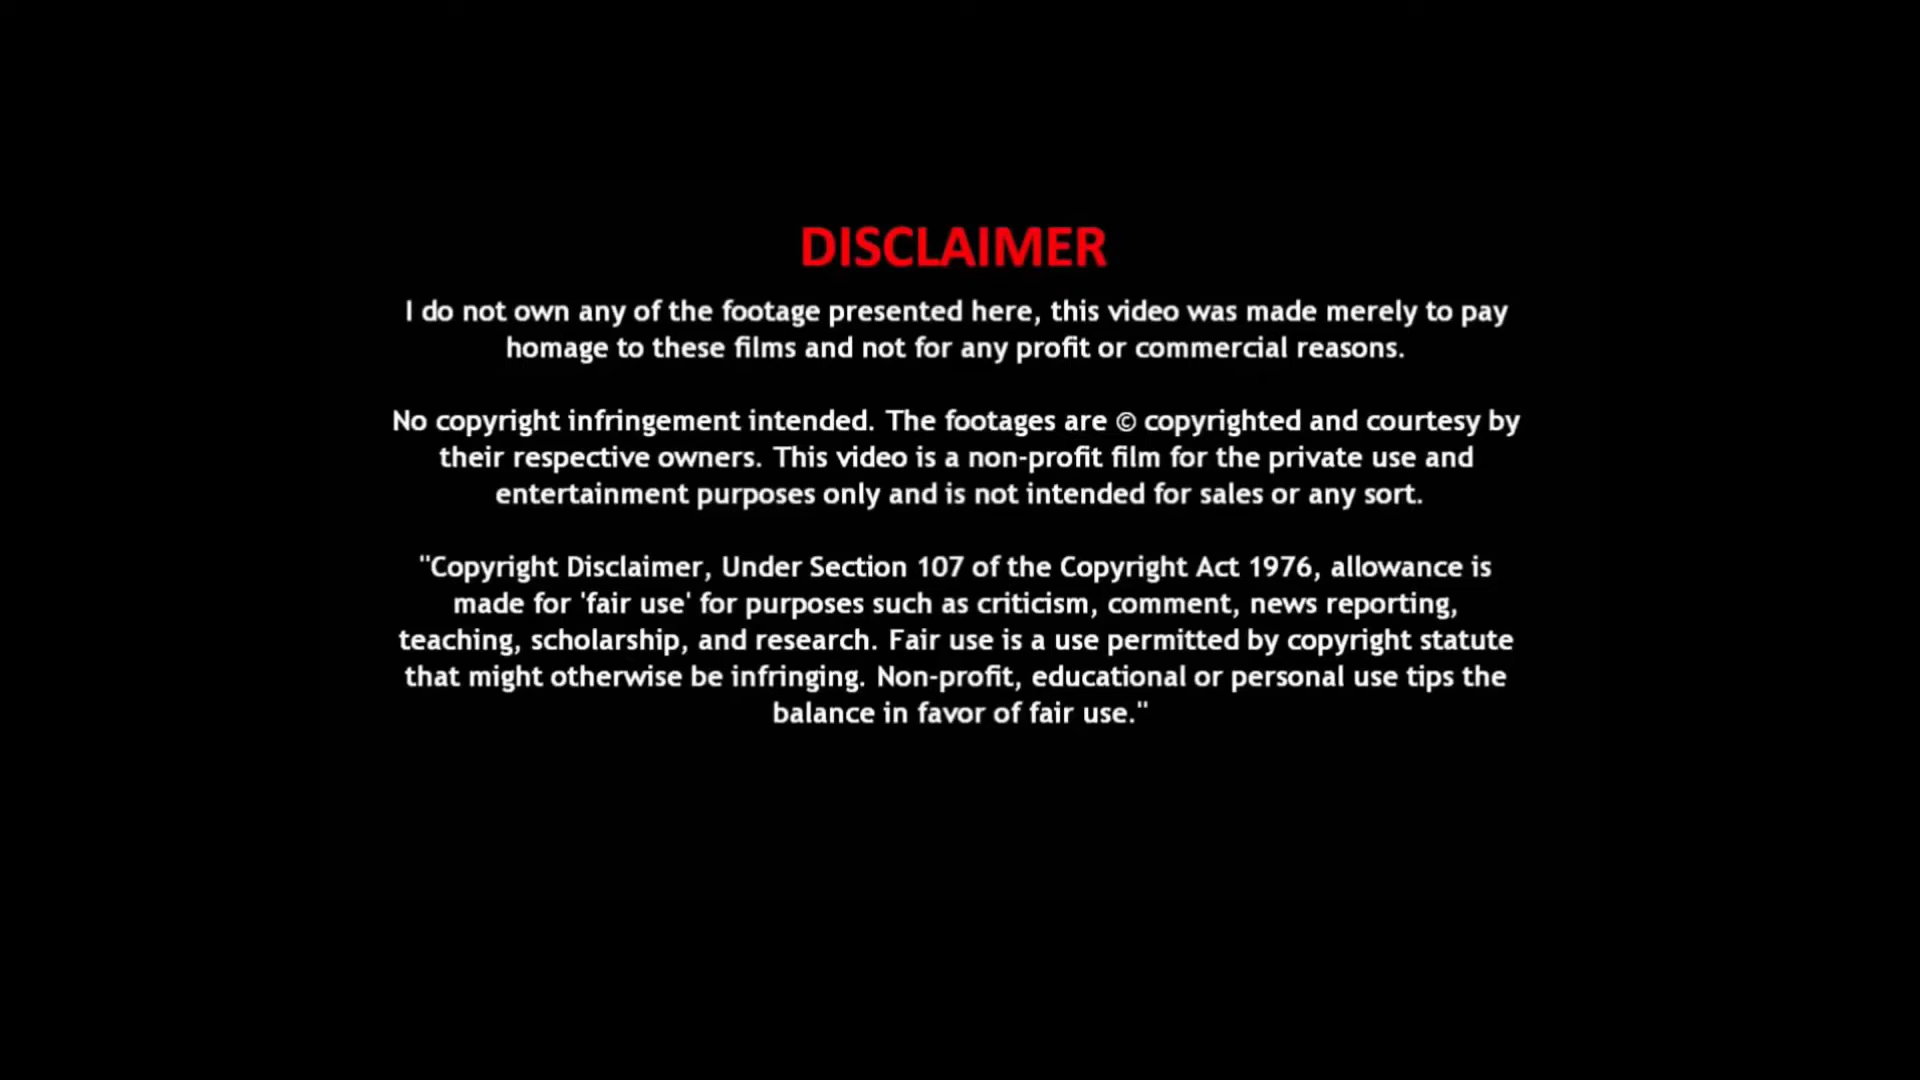 DISCLAIMER
I do not own any of the footage presented here, this video was made merely to pay
homage to these films and not for any profit or commercial reasons.
No copyright infringement intended. The footages are © copyrighted and courtesy by
their respective owners. This video is a non-profit film for the private use and
entertainment purposes only and is not intended for sales or any sort.
"Copyright Disclaimer, Under Section 107 of the Copyright Act 1976, allowance is
made for 'fair use' for purposes such as criticism, comment, news reporting,
teaching, scholarship, and research. Fair use is a use permitted by copyright statute
that might otherwise be infringing. Non-profit, educational or personal use tips the
balance in favor of fair use."